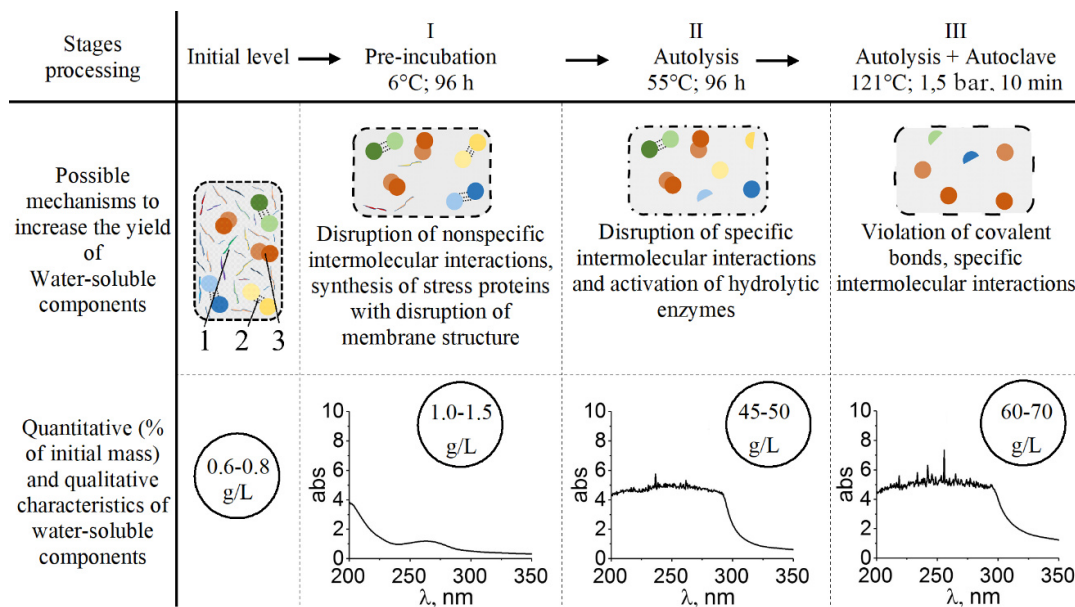 Stages
processing
Initial level
I
Pre-incubation
6°C; 96 h
II
Autolysis
55°C; 96 h
III
Autolysis + Autoclave
121°C; 1,5 bar, 10 min
Possible
mechanisms to
increase the yield
of
Water-soluble
components
1 2 3
Disruption of nonspecific
intermolecular interactions,
synthesis of stress proteins
with disruption of
membrane structure
Disruption of specific
intermolecular interactions
and activation of hydrolytic
enzymes
Violation of covalent
bonds, specific
intermolecular interactions
Quantitative (%
of initial mass)
and qualitative
characteristics of
water-soluble
components
0.6-0.8
g/L
1.0-1.5
g/L
abs
10
8
6
4
2
0
200 250 300 350
λ, nm
45-50
g/L
abs
10
8
6
4
2
0
200 250 300 350
λ, nm
60-70
g/L
abs
10
8
6
4
2
0
200 250 300 350
λ, nm